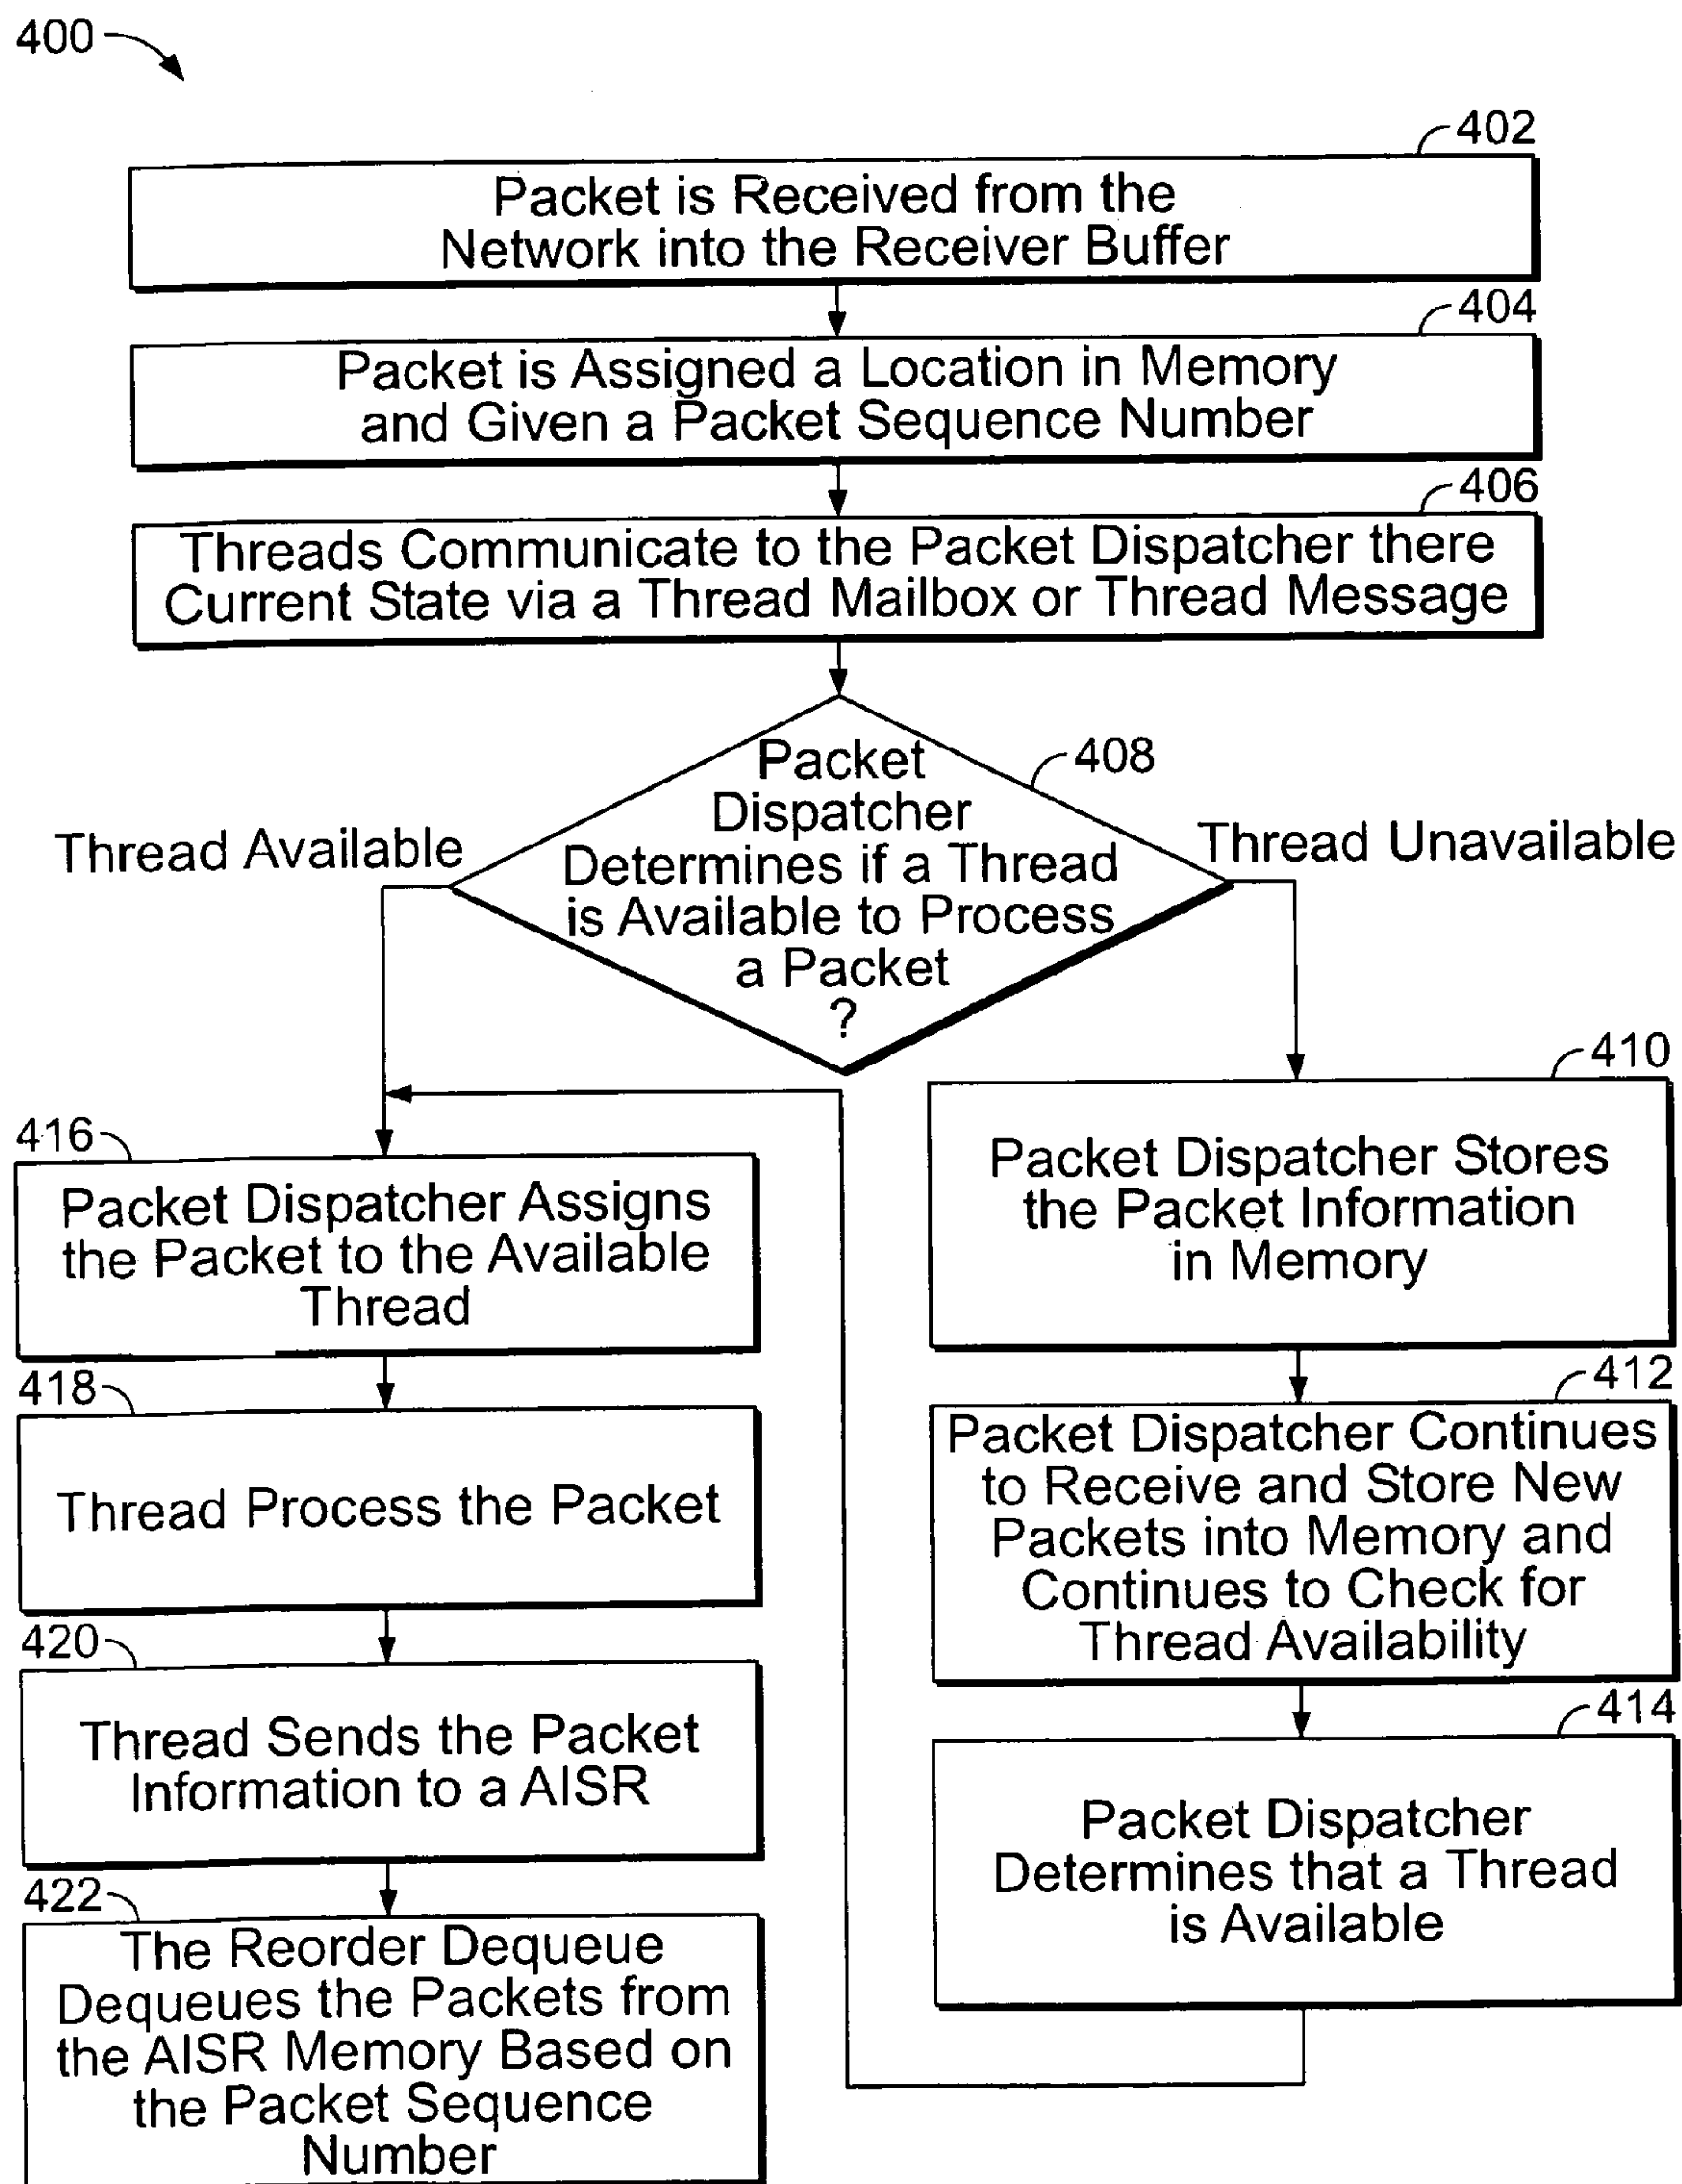 400
402
Packet is Received from the
Network into the Receiver Buffer
404
Packet is Assigned a Location in Memory
and Given a Packet Sequence Number
406
Threads Communicate to the Packet Dispatcher there
Current State via a Thread Mailbox or Thread Message
408
Packet
Dispatcher
Determines if a Thread
is Available to Process
a Packet
?
Thread Available
Thread Unavailable
410
Packet Dispatcher Stores
the Packet Information
in Memory
412
Packet Dispatcher Continues
to Receive and Store New
Packets into Memory and
Continues to Check for
Thread Availability
414
Packet Dispatcher
Determines that a Thread
is Available
416
Packet Dispatcher Assigns
the Packet to the Available
Thread
418
Thread Process the Packet
420
Thread Sends the Packet
Information to a AISR
422
The Reorder Dequeue
Dequeues the Packets from
the AISR Memory Based on
the Packet Sequence
Number